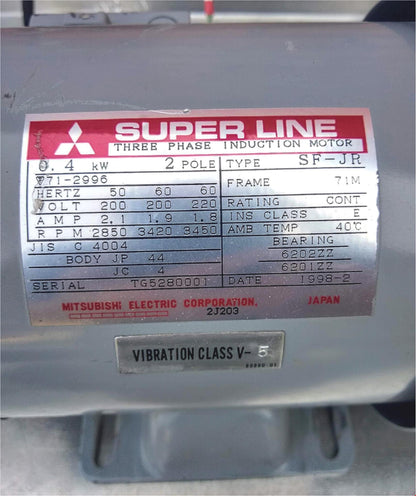 SUPER LINE
THREE PHASE INDUCTION MOTOR
0.4 kW 2 POLE TYPE SF-JR
771-2996 FRAME 71M
HERTZ 50 60 60
VOLT 200 200 220 RATING CONT
AMP 2.1 1.9 1.8 INS CLASS E
RPM 2850 3420 3450 AMB TEMP 40℃
JIS C 4004 BEARING
BODY JP 44 6202ZZ
JC 4 6201ZZ
SERIAL TG5280001 DATE 1998-2
MITSUBISHI ELECTRIC CORPORATION. JAPAN
2J203
VIBRATION CLASS V-5